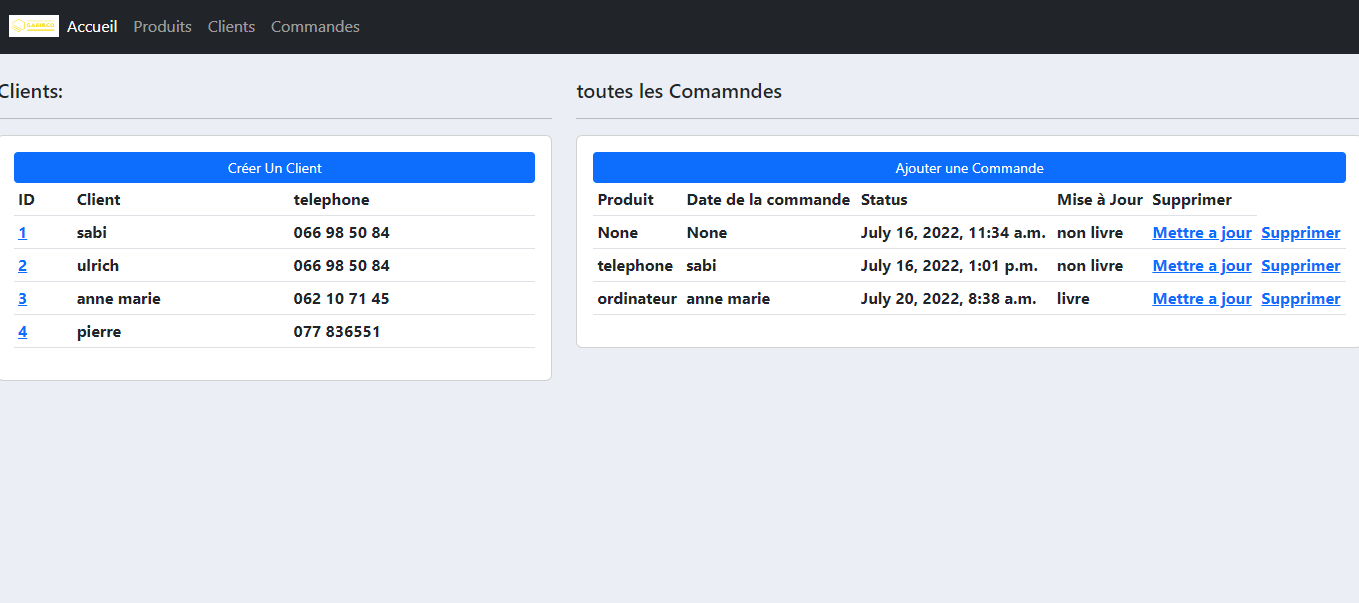 Accueil Produits Clients Commandes
Clients:
Créer Un Client
ID Client telephone
1 sabi 066 98 50 84
2 ulrich 066 98 50 84
3 anne marie 062 10 71 45
4 pierre 077 836551
toutes les Comamndes
Ajouter une Commande
Produit Date de la commande Status Mise à Jour Supprimer
None None July 16, 2022, 11:34 a.m. non livre Mettre a jour Supprimer
telephone sabi July 16, 2022, 1:01 p.m. non livre Mettre a jour Supprimer
ordinateur anne marie July 20, 2022, 8:38 a.m. livre Mettre a jour Supprimer